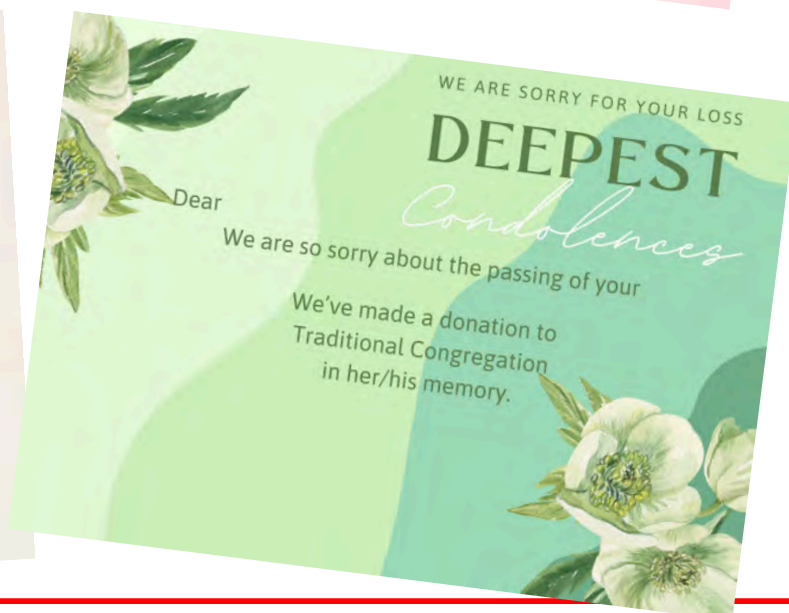 WE ARE SORRY FOR YOUR LOSS
DEEPEST
Condolences
Dear
We are so sorry about the passing of your
We've made a donation to
Traditional Congregation
in her/his memory.